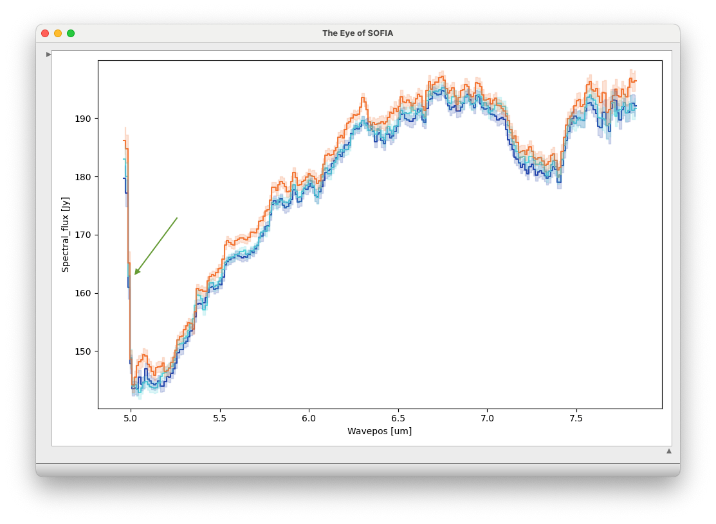 The Eye of SOFIA
190
180
170
160
150
Spectral_flux [Jy]
5.0 5.5 6.0 6.5 7.0 7.5
Wavepos [um]